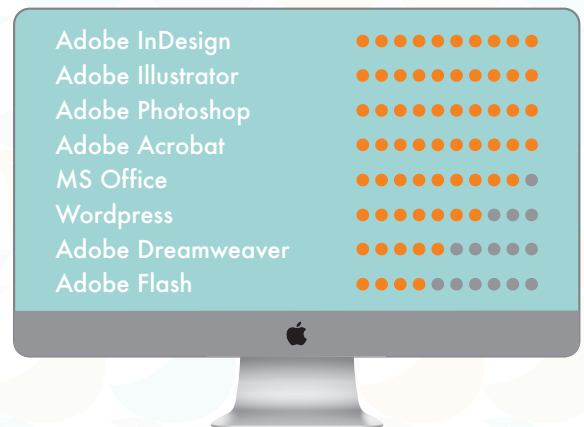 Adobe InDesign
Adobe Illustrator
Adobe Photoshop
Adobe Acrobat
MS Office
Wordpress
Adobe Dreamweaver
Adobe Flash